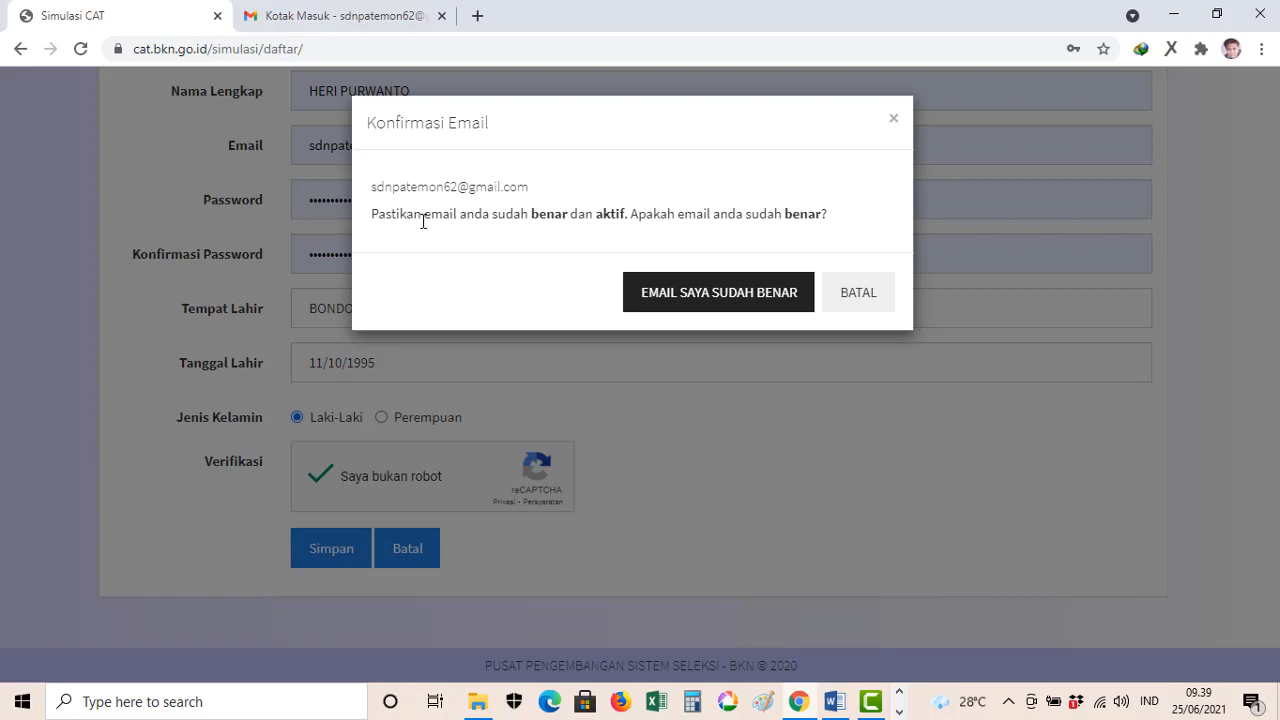 Simulasi CAT
Kotak Masuk - sdnpatemon62@g
cat.bkn.go.id/simulasi/daftar/
Nama Lengkap
HERI PURWANTO
Konfirmasi Email
Email
sdnpate
sdnpatemon62@gmail.com
Password
Pastikan email anda sudah benar dan aktif. Apakah email anda sudah benar?
Konfirmasi Password
EMAIL SAYA SUDAH BENAR
BATAL
Tempat Lahir
BONDO
Tanggal Lahir
11/10/1995
Jenis Kelamin
Laki-Laki
Perempuan
Verifikasi
Saya bukan robot
reCAPTCHA
Privasi - Persyaratan
Simpan
Batal
PUSAT PENGEMBANGAN SISTEM SELEKSI - BKN © 2020
Type here to search
28°C
IND
09.39
25/06/2021